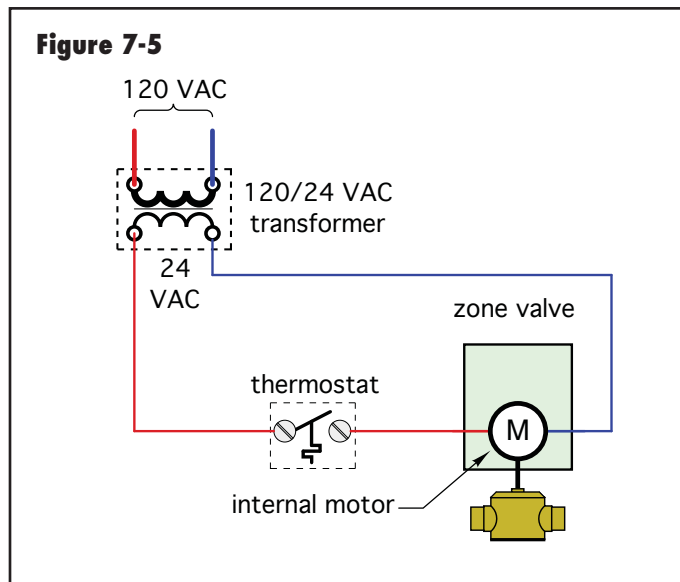 Figure 7-5
120 VAC
120/24 VAC
transformer
24
VAC
zone valve
thermostat
M
internal motor